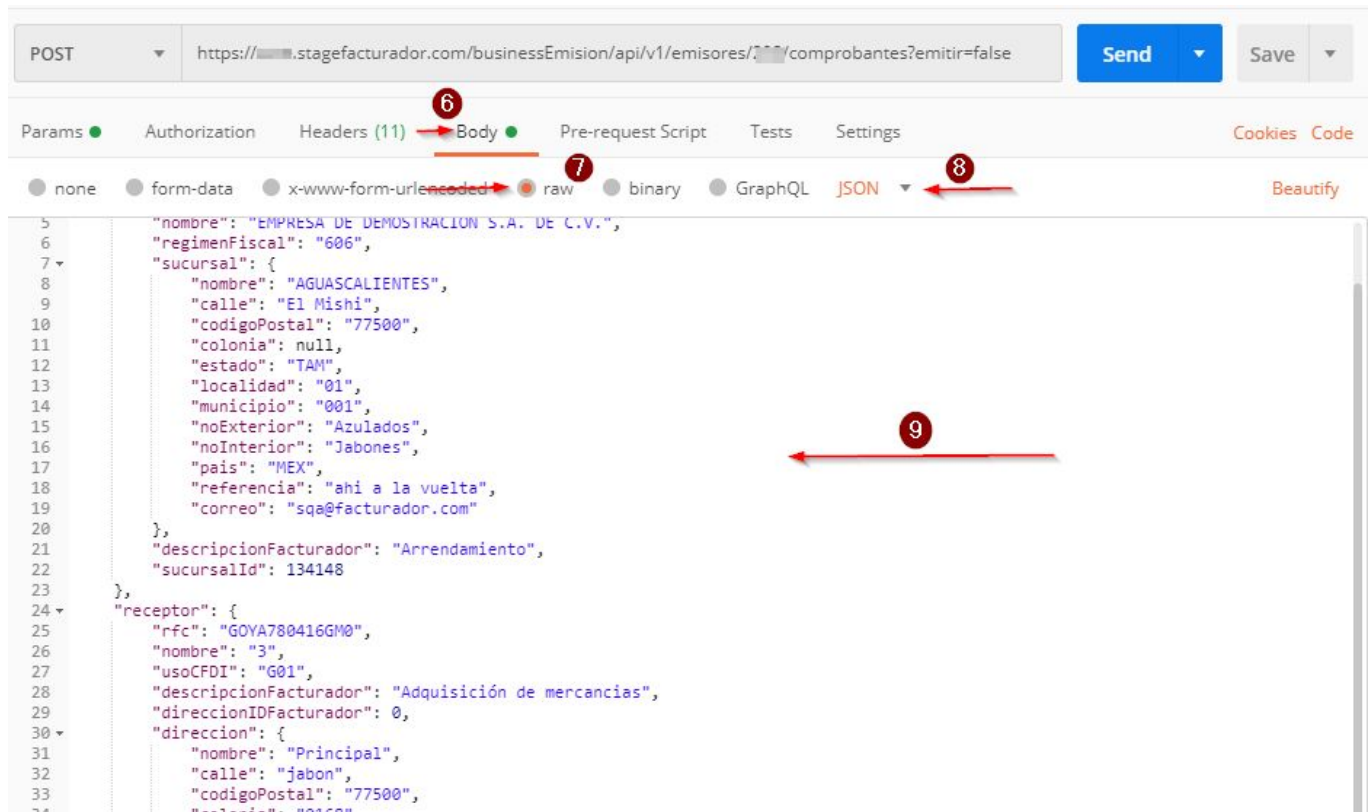 POST https://.stagefacturador.com/businessEmision/api/v1/emisores/ /comprobantes?emitir=false Send Save
6
Params Authorization Headers (11) Body Pre-request Script Tests Settings Cookies Code
7 8
none form-data x-www-form-urlencoded raw binary GraphQL JSON Beautify
5 "nombre": "EMPRESA DE DEMOSTRACION S.A. DE C.V.",
6 "regimenFiscal": "606",
7 "sucursal": {
8 "nombre": "AGUASCALIENTES",
9 "calle": "El Mishi",
10 "codigoPostal": "77500",
11 "colonia": null,
12 "estado": "TAM",
13 "localidad": "01",
14 "municipio": "001",
15 "noExterior": "Azulados",
9
16 "noInterior": "Jabones",
17 "pais": "MEX",
18 "referencia": "ahi a la vuelta",
19 "correo": "sqa@facturador.com"
20 },
21 "descripcionFacturador": "Arrendamiento",
22 "sucursalId": 134148
23 },
24 "receptor": {
25 "rfc": "GOYA780416GM0",
26 "nombre": "3",
27 "usoCFDI": "G01",
28 "descripcionFacturador": "Adquisición de mercancias",
29 "direccionIDFacturador": 0,
30 "direccion": {
31 "nombre": "Principal",
32 "calle": "jabon",
33 "codigoPostal": "77500",